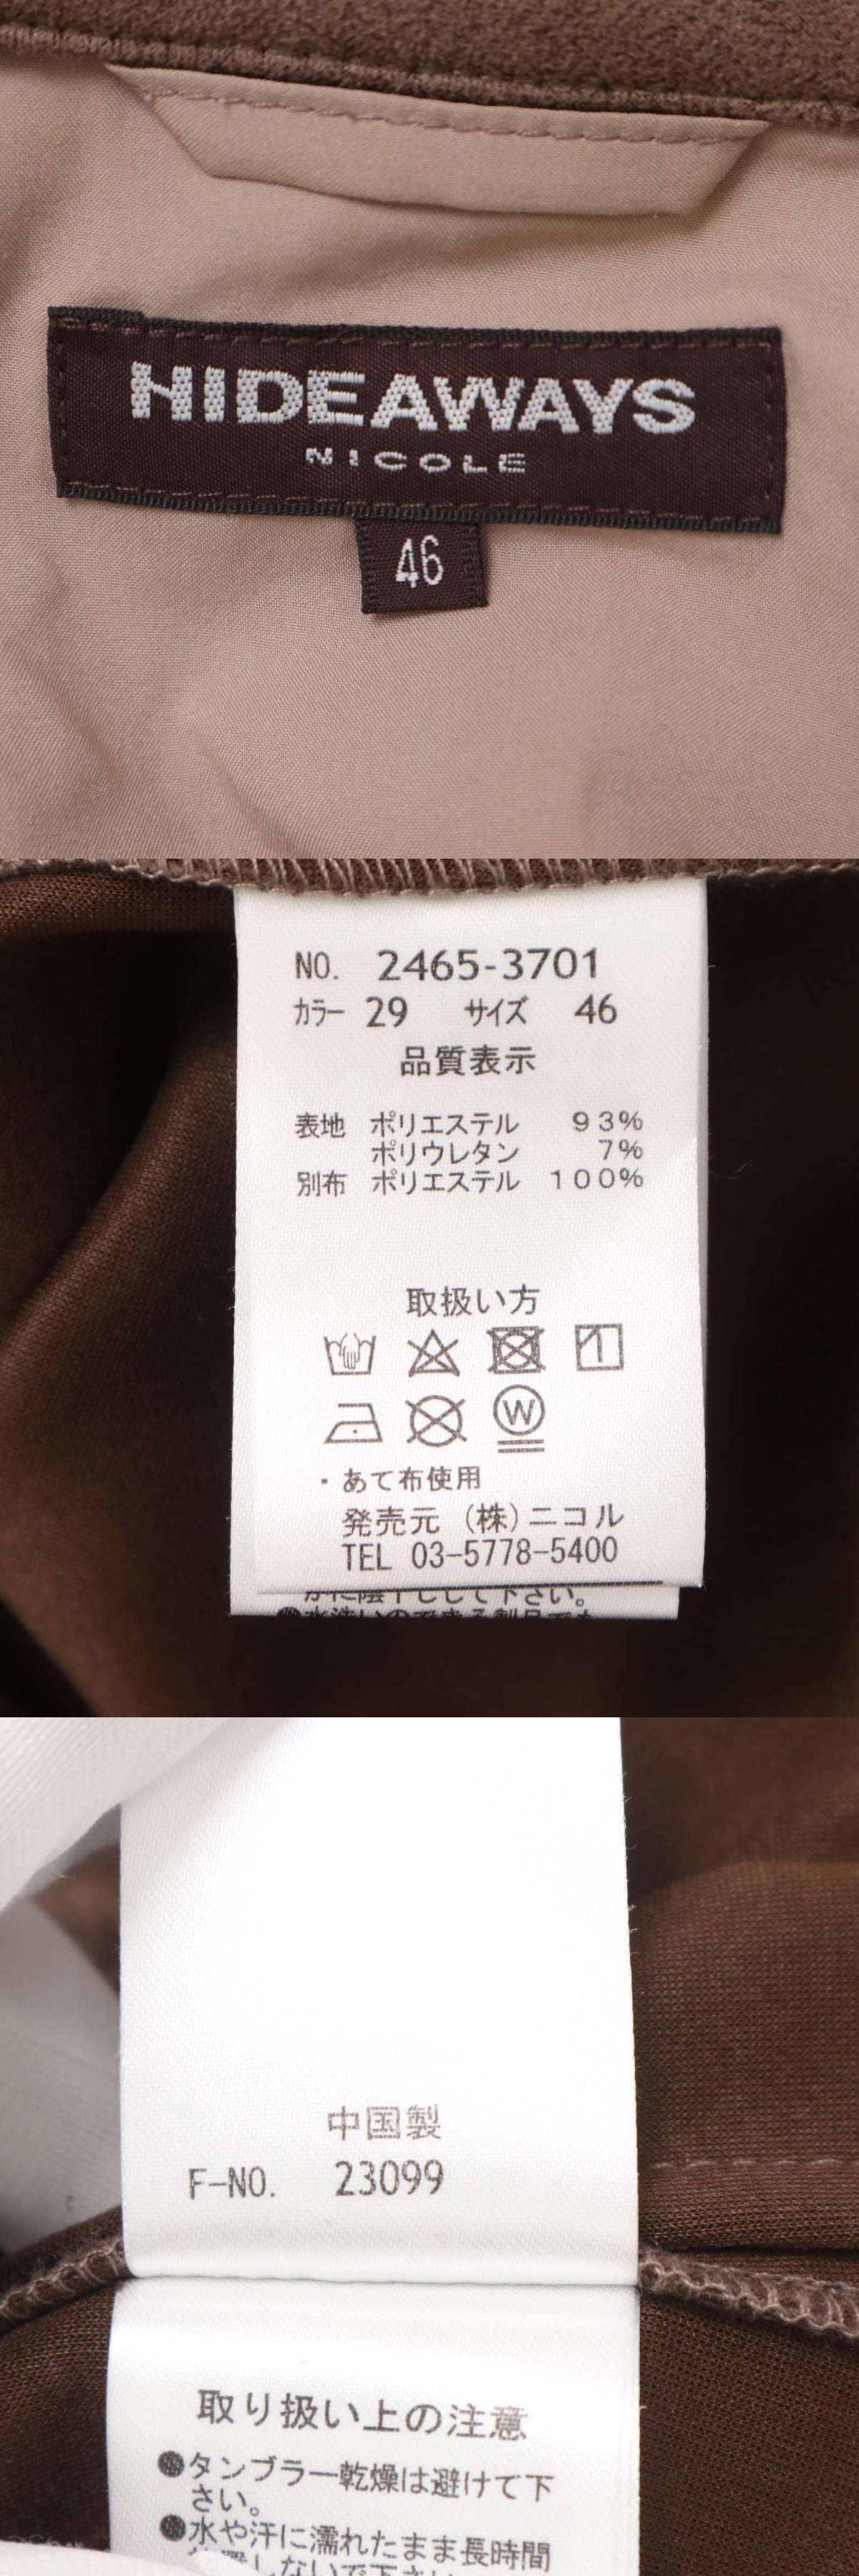 HIDEAWAYS
NICOLE
46
NO. 2465-3701
カラー 29 サイズ 46
品質表示
表地 ポリエステル 93%
ポリウレタン 7%
別布 ポリエステル 100%
取扱い方
W
・あて布使用
発売元 (株)ニコル
TEL 03-5778-5400
中国製
F-NO. 23099
取り扱い上の注意
●タンブラー乾燥は避けて下
さい。
●水や汗に濡れたまま長時間